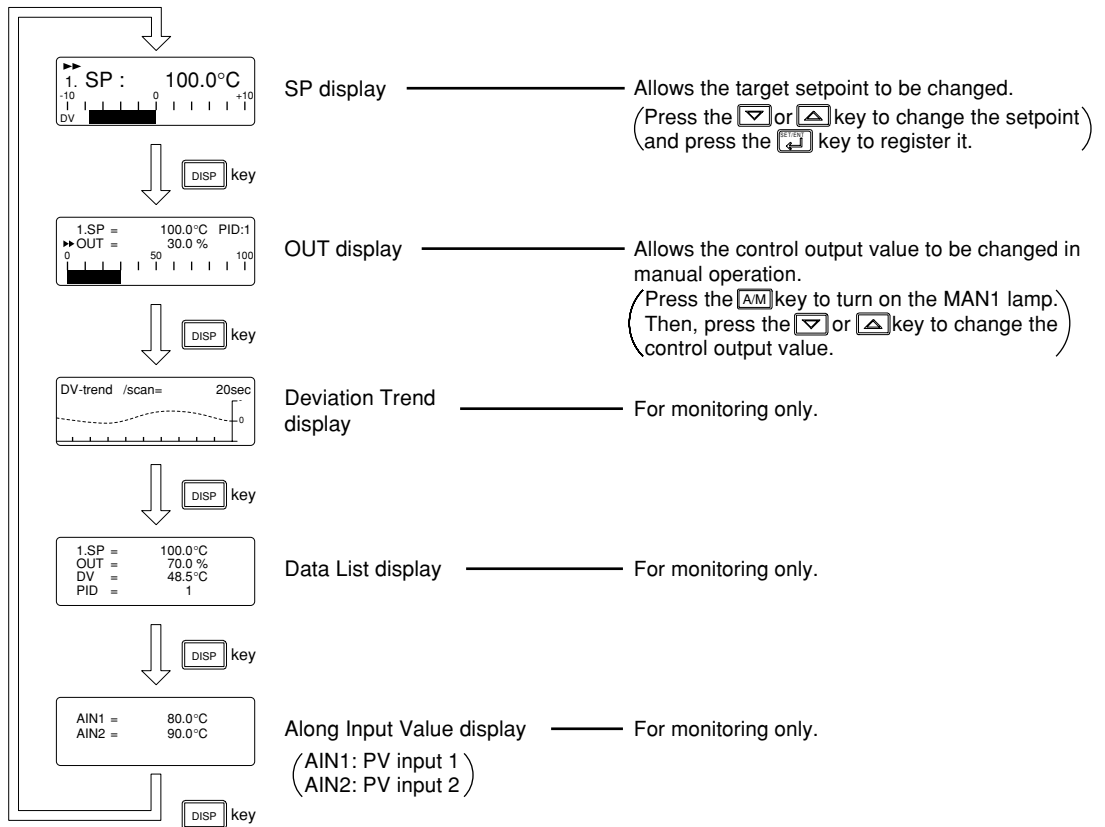 ▶▶
1. SP : 100.0°C
-10 0 +10
DV
SP display
Allows the target setpoint to be changed.
(Press the ▽ or △ key to change the setpoint
and press the SET/ENT key to register it.)
DISP key
1.SP = 100.0°C PID:1
▶▶OUT = 30.0 %
0 50 100
OUT display
Allows the control output value to be changed in
manual operation.
(Press the A/M key to turn on the MAN1 lamp.
Then, press the ▽ or △ key to change the
control output value.)
DISP key
DV-trend /scan= 20sec
0
Deviation Trend
display
For monitoring only.
DISP key
1.SP = 100.0°C
OUT = 70.0 %
DV = 48.5°C
PID = 1
Data List display
For monitoring only.
DISP key
AIN1 = 80.0°C
AIN2 = 90.0°C
Along Input Value display
For monitoring only.
(AIN1: PV input 1
AIN2: PV input 2)
DISP key